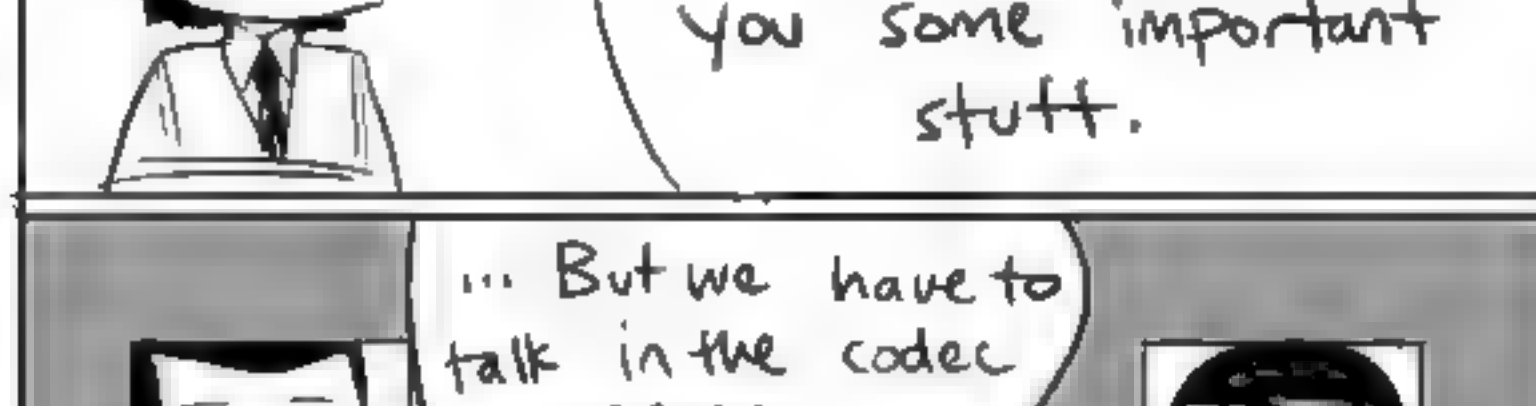 you some important
stuff.
... But we have to
talk in the codec